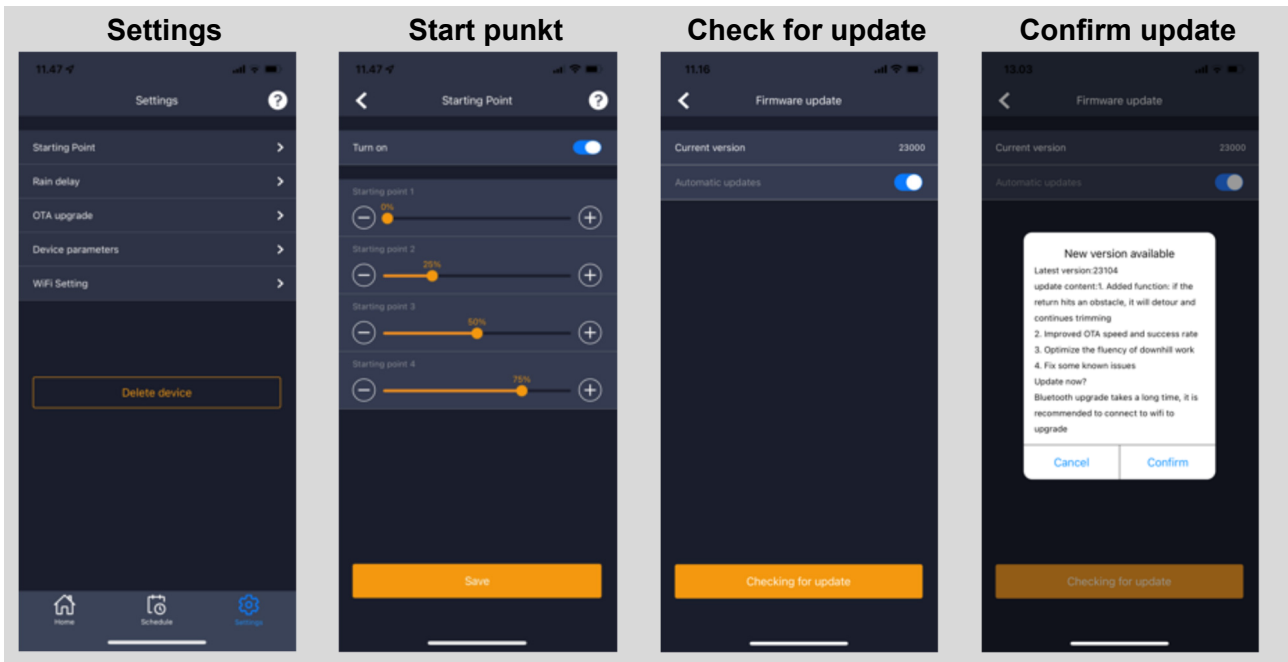 Settings
11.47
Settings
?
Starting Point
Rain delay
OTA upgrade
Device parameters
WiFi Setting
Delete device
Home
Schedule
Settings
Start punkt
11.47
Starting Point
?
Turn on
Starting point 1
0%
Starting point 2
25%
Starting point 3
50%
Starting point 4
75%
Save
Check for update
11.16
Firmware update
Current version 23000
Automatic updates
Checking for update
Confirm update
13.03
Firmware update
Current version 23000
Automatic updates
New version available
Latest version:23104
update content:1. Added function: if the
return hits an obstacle, it will detour and
continues trimming
2. Improved OTA speed and success rate
3. Optimize the fluency of downhill work
4. Fix some known issues
Update now?
Bluetooth upgrade takes a long time, it is
recommended to connect to wifi to
upgrade
Cancel Confirm
Checking for update